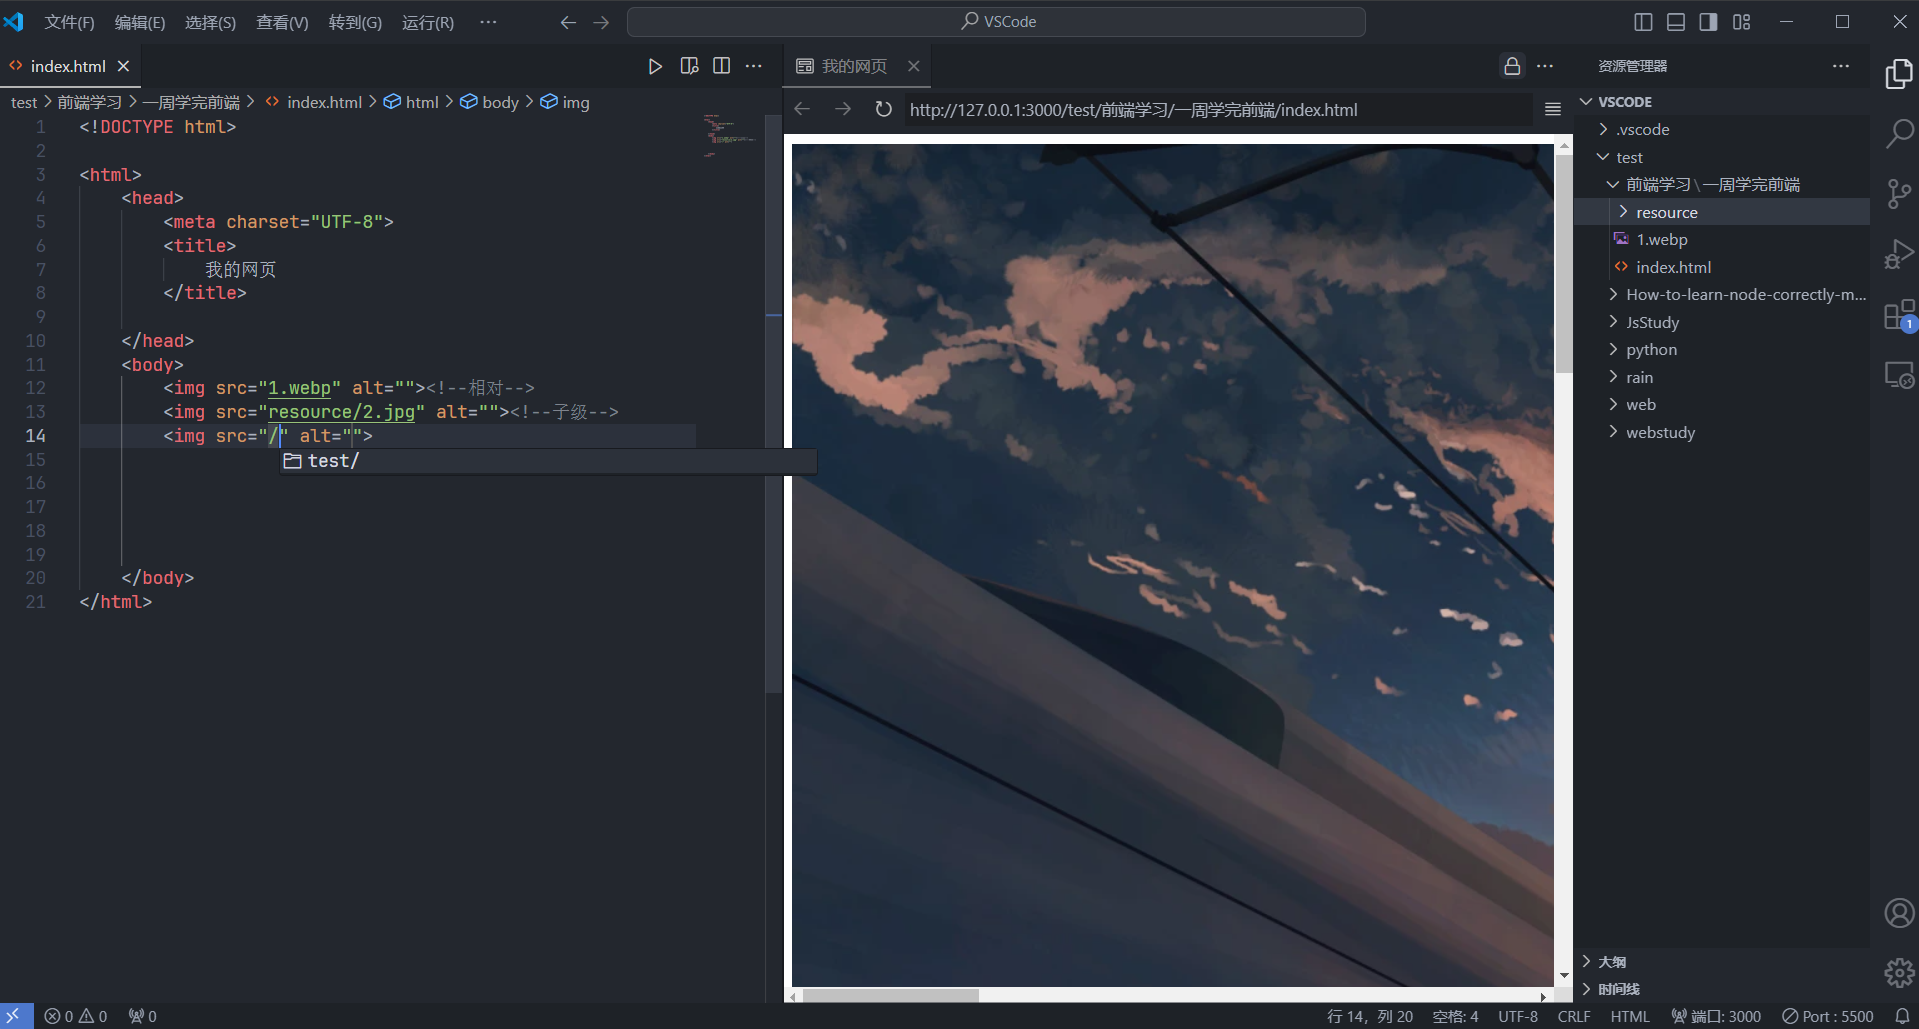 文件(F) 编辑(E) 选择(S) 查看(V) 转到(G) 运行(R) ··· VSCode
index.html
test > 前端学习 > 一周学完前端 > index.html > html > body > img
1 <!DOCTYPE html>
2
3 <html>
4 <head>
5 <meta charset="UTF-8">
6 <title>
7 我的网页
8 </title>
9
10 </head>
11 <body>
12 <img src="1.webp" alt=""><!--相对-->
13 <img src="resource/2.jpg" alt=""><!--子级-->
14 <img src="/" alt="">
test/
15
16
17
18
19
20 </body>
21 </html>
我的网页
http://127.0.0.1:3000/test/前端学习/一周学完前端/index.html
资源管理器
VSCODE
.vscode
test
前端学习\一周学完前端
resource
1.webp
index.html
How-to-learn-node-correctly-m...
JsStudy
python
rain
web
webstudy
1
大纲
时间线
0 0 0 行 14，列 20 空格: 4 UTF-8 CRLF HTML 端口: 3000 Port : 5500